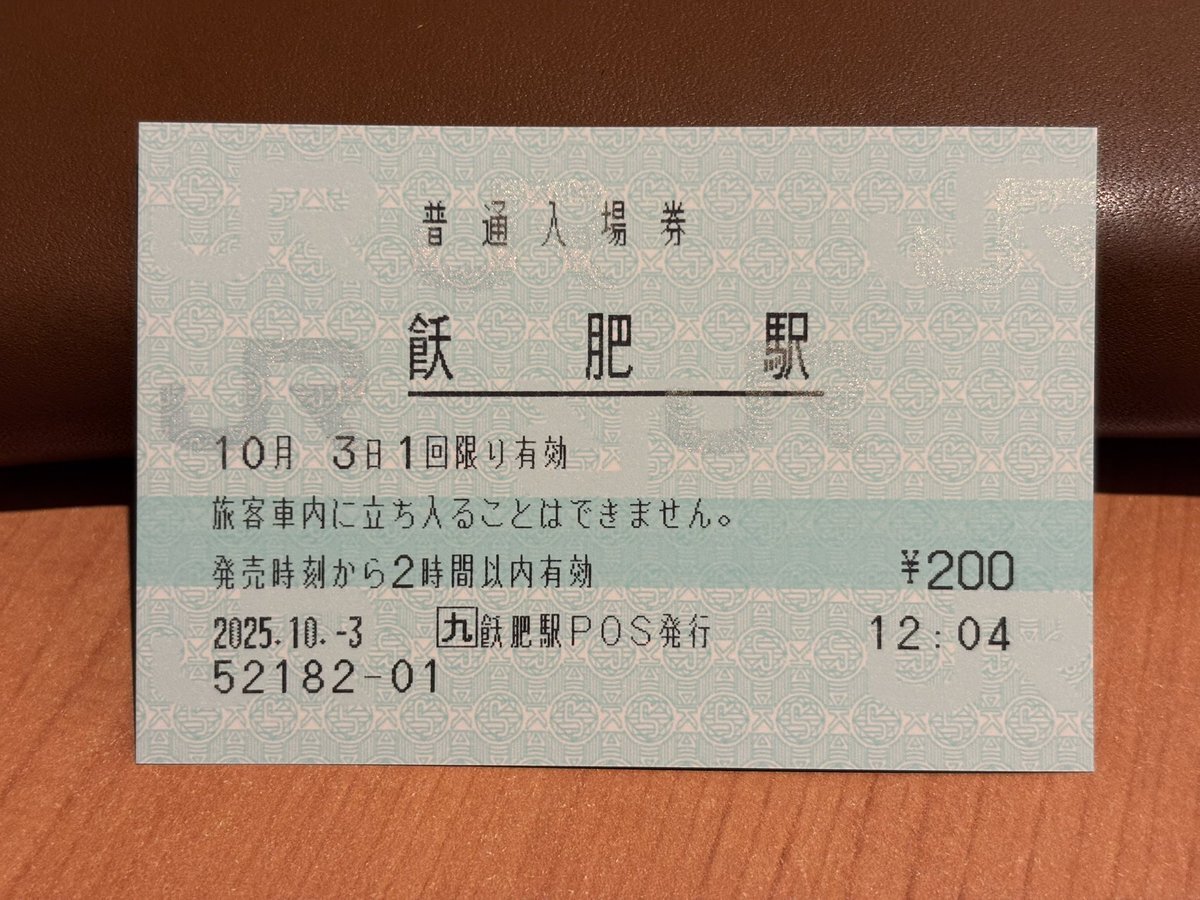 普通入場券
飫肥駅
10月 3日1回限り有効
旅客車内に立ち入ることはできません。
発売時刻から2時間以内有効 ¥200
2025.10.-3 九飫肥駅POS発行 12:04
52182-01